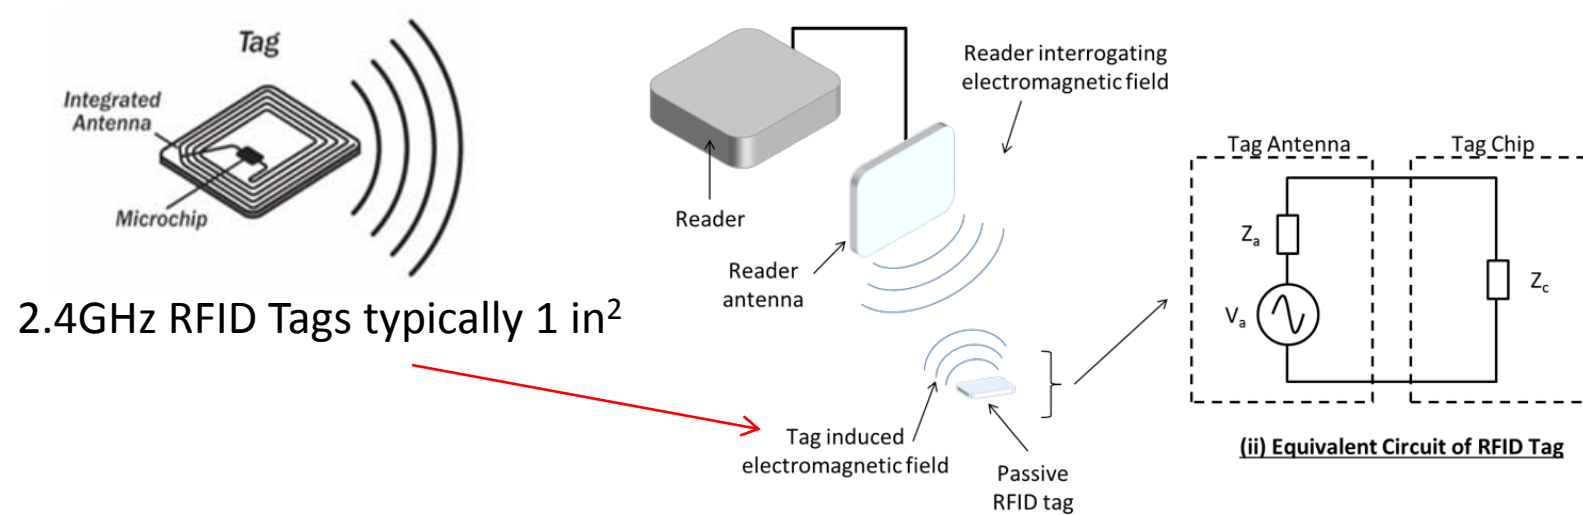 Tag
Integrated
Antenna
Microchip
2.4GHz RFID Tags typically 1 in²
Reader interrogating
electromagnetic field
Reader
Reader
antenna
Tag induced
electromagnetic field
Passive
RFID tag
Tag Antenna
Tag Chip
Zₐ
Vₐ
Z꜀
(ii) Equivalent Circuit of RFID Tag